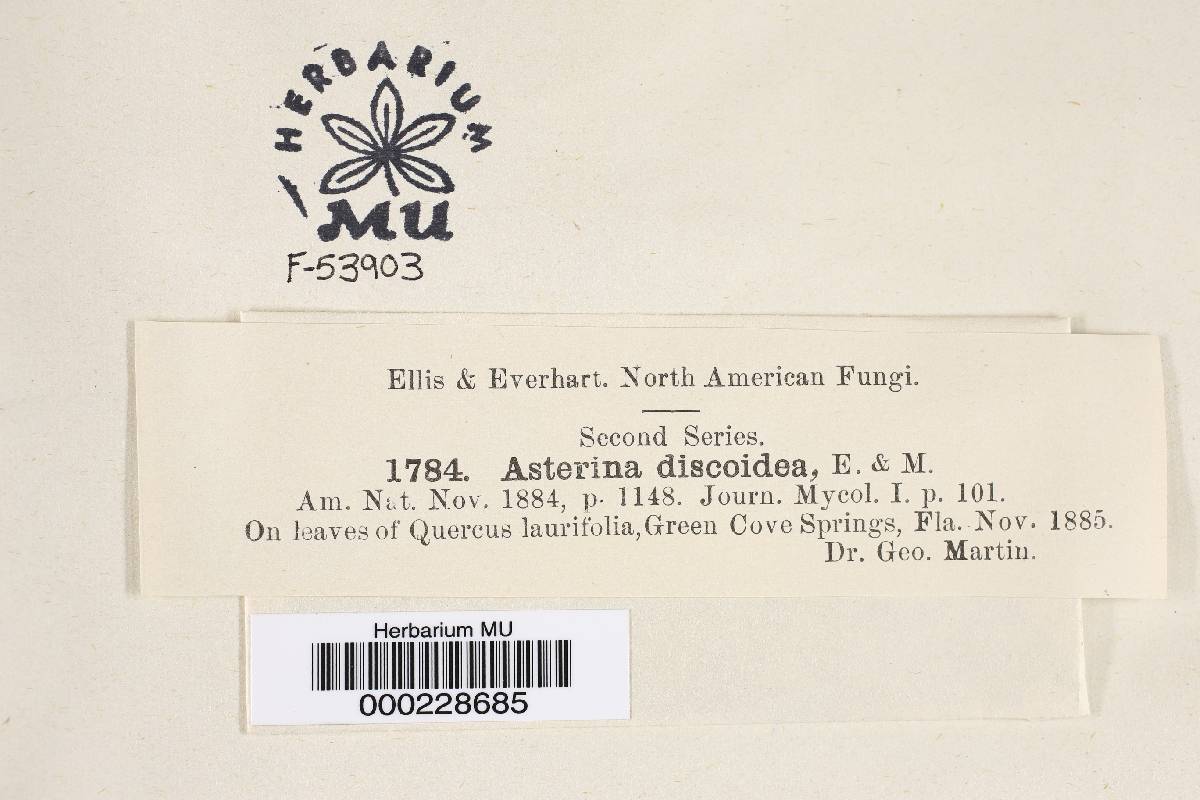 HERBARIUM
MU
F-53903
Ellis & Everhart. North American Fungi.
Second Series.
1784. Asterina discoidea, E. & M.
Am. Nat. Nov. 1884, p. 1148. Journ. Mycol. I. p. 101.
On leaves of Quercus laurifolia, Green Cove Springs, Fla. Nov. 1885.
Dr. Geo. Martin.
Herbarium MU
000228685